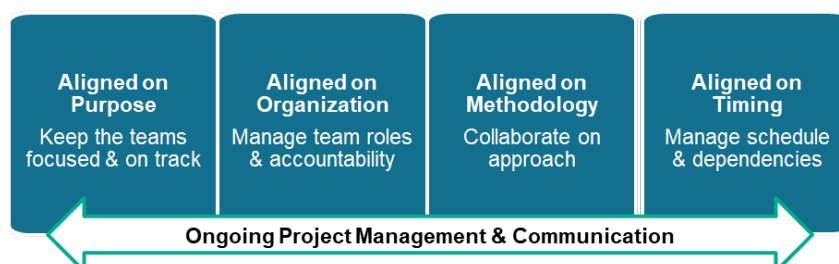 Aligned on
Purpose
Keep the teams
focused & on track
Aligned on
Organization
Manage team roles
& accountability
Aligned on
Methodology
Collaborate on
approach
Aligned on
Timing
Manage schedule
& dependencies
Ongoing Project Management & Communication